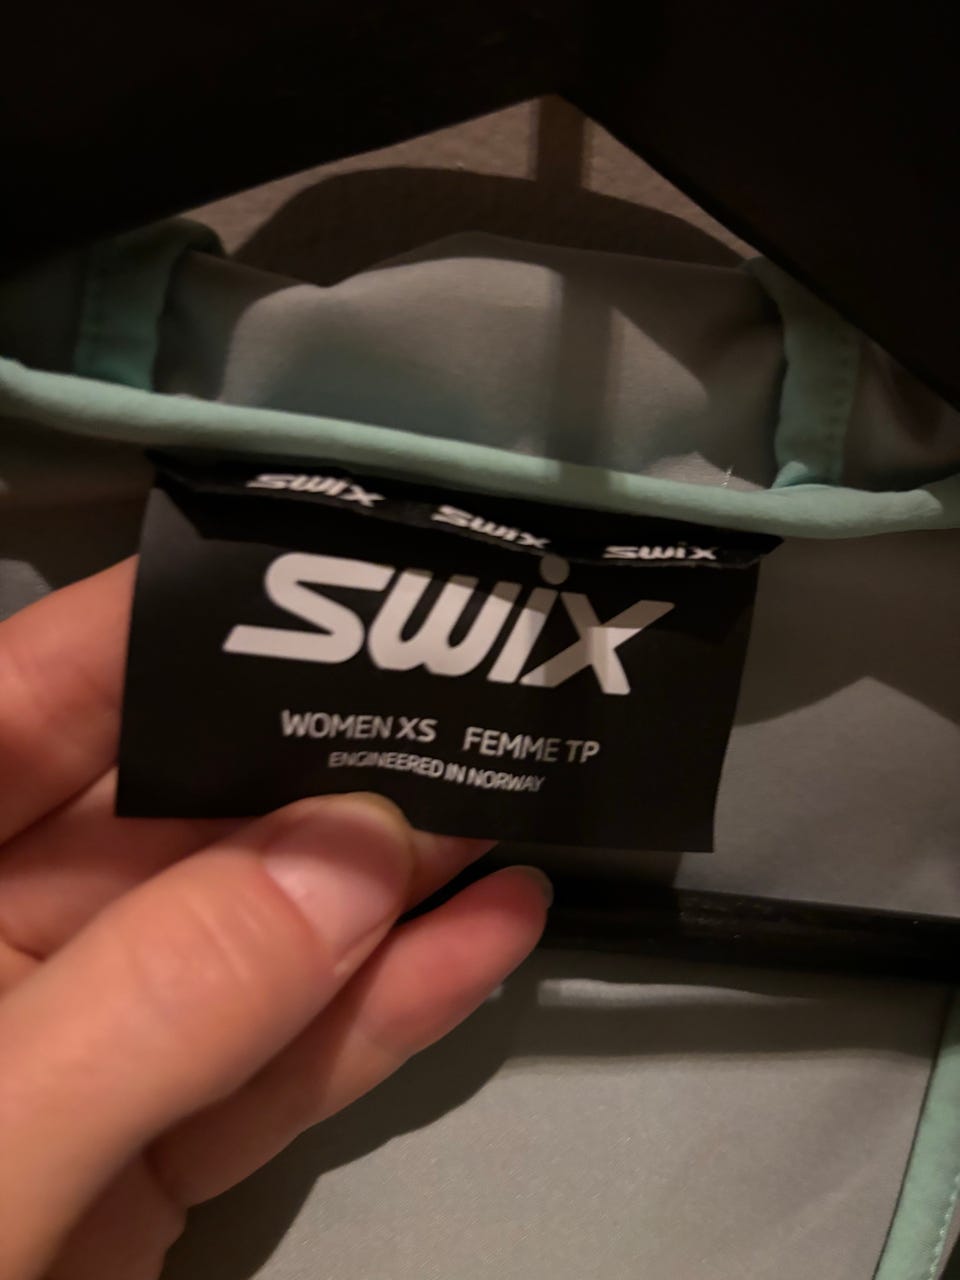 SWIX SWIX SWIX
SWIX
WOMEN XS FEMME TP
ENGINEERED IN NORWAY